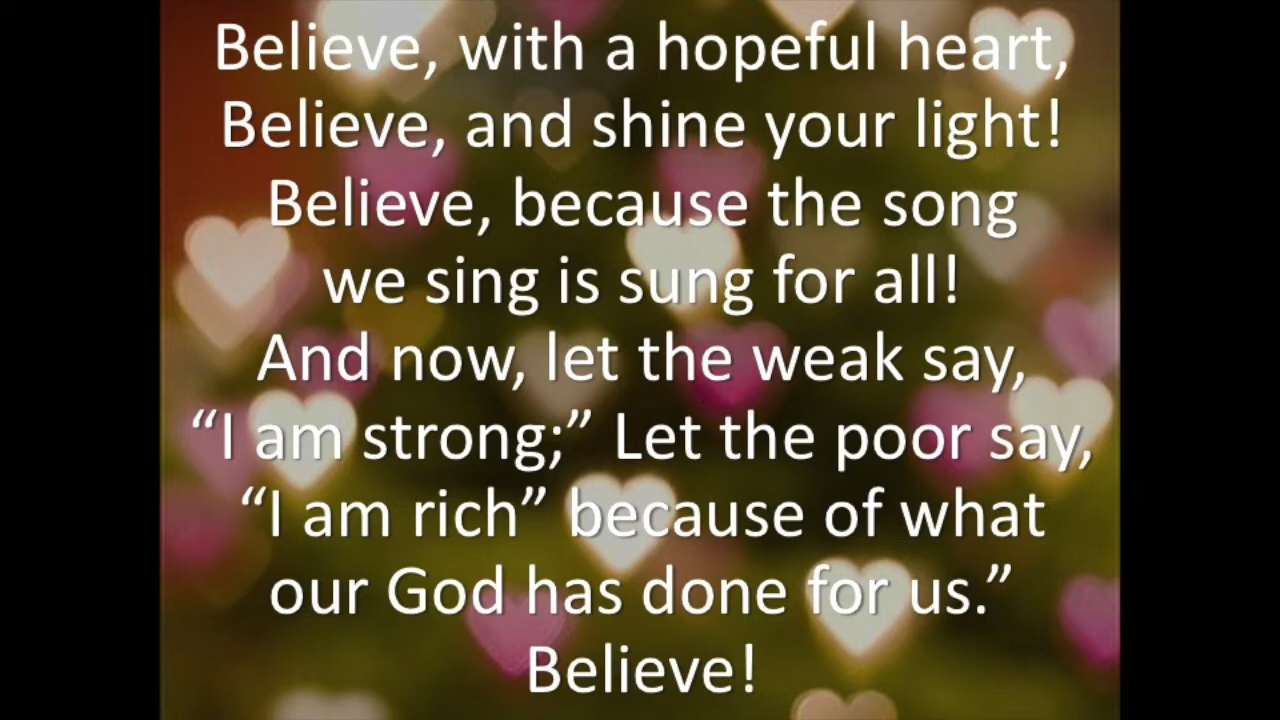 Believe, with a hopeful heart,
Believe, and shine your light!
Believe, because the song
we sing is sung for all!
And now, let the weak say,
“I am strong;” Let the poor say,
“I am rich” because of what
our God has done for us.”
Believe!